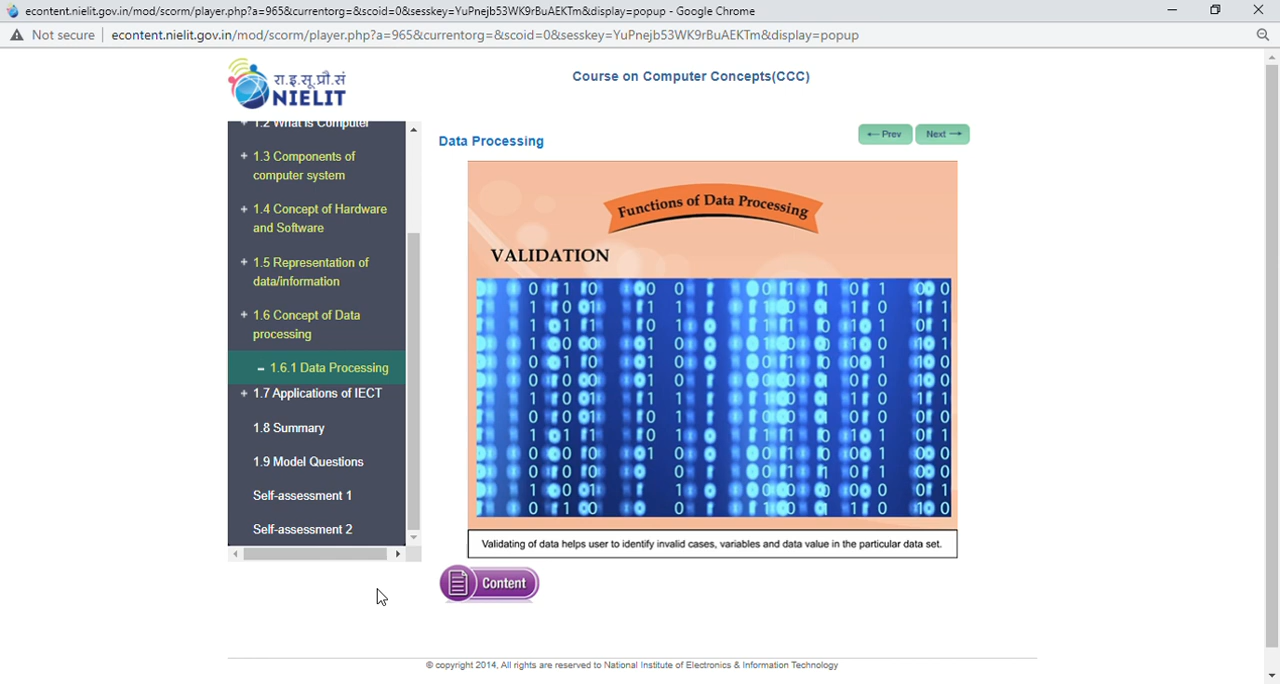 econtent.nielit.gov.in/mod/scorm/player.php?a=965&currentorg=&scoid=0&sesskey=YuPnejb53WK9rBuAEKTm&display=popup - Google Chrome
Not secure econtent.nielit.gov.in/mod/scorm/player.php?a=965&currentorg=&scoid=0&sesskey=YuPnejb53WK9rBuAEKTm&display=popup
रा.इ.सू.प्रौ.सं
NIELIT
Course on Computer Concepts(CCC)
+ 1.2 What is Computer
+ 1.3 Components of
computer system
+ 1.4 Concept of Hardware
and Software
+ 1.5 Representation of
data/information
+ 1.6 Concept of Data
processing
– 1.6.1 Data Processing
+ 1.7 Applications of IECT
1.8 Summary
1.9 Model Questions
Self-assessment 1
Self-assessment 2
Data Processing
← Prev
Next →
Functions of Data Processing
VALIDATION
Validating of data helps user to identify invalid cases, variables and data value in the particular data set.
Content
© copyright 2014, All rights are reserved to National Institute of Electronics & Information Technology